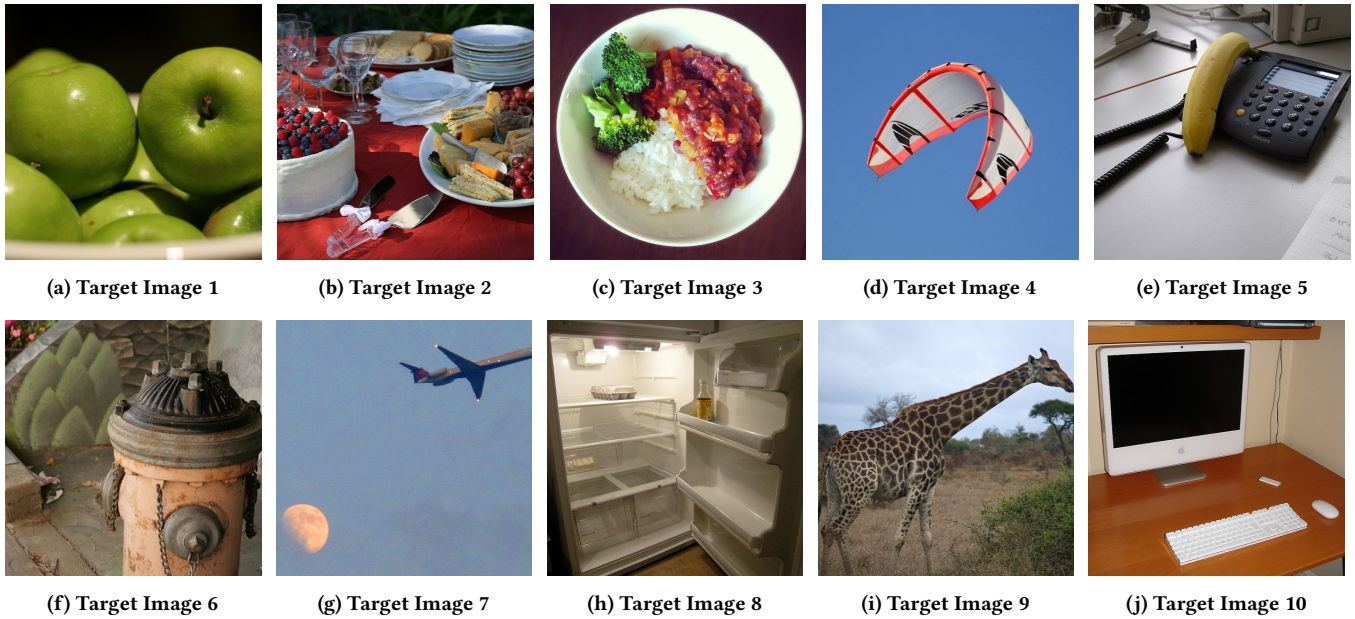 (a) Target Image 1
(b) Target Image 2
(c) Target Image 3
(d) Target Image 4
(e) Target Image 5
(f) Target Image 6
(g) Target Image 7
(h) Target Image 8
(i) Target Image 9
(j) Target Image 10